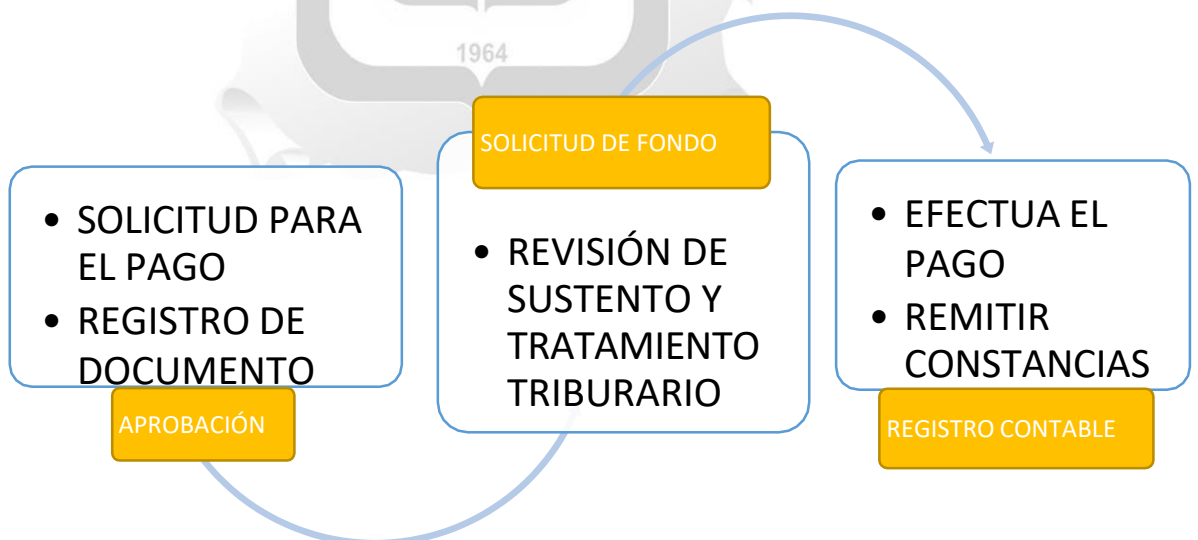 1964
• SOLICITUD PARA
EL PAGO
• REGISTRO DE
DOCUMENTO
APROBACIÓN
SOLICITUD DE FONDO
• REVISIÓN DE
SUSTENTO Y
TRATAMIENTO
TRIBURARIO
• EFECTUA EL
PAGO
• REMITIR
CONSTANCIAS
REGISTRO CONTABLE